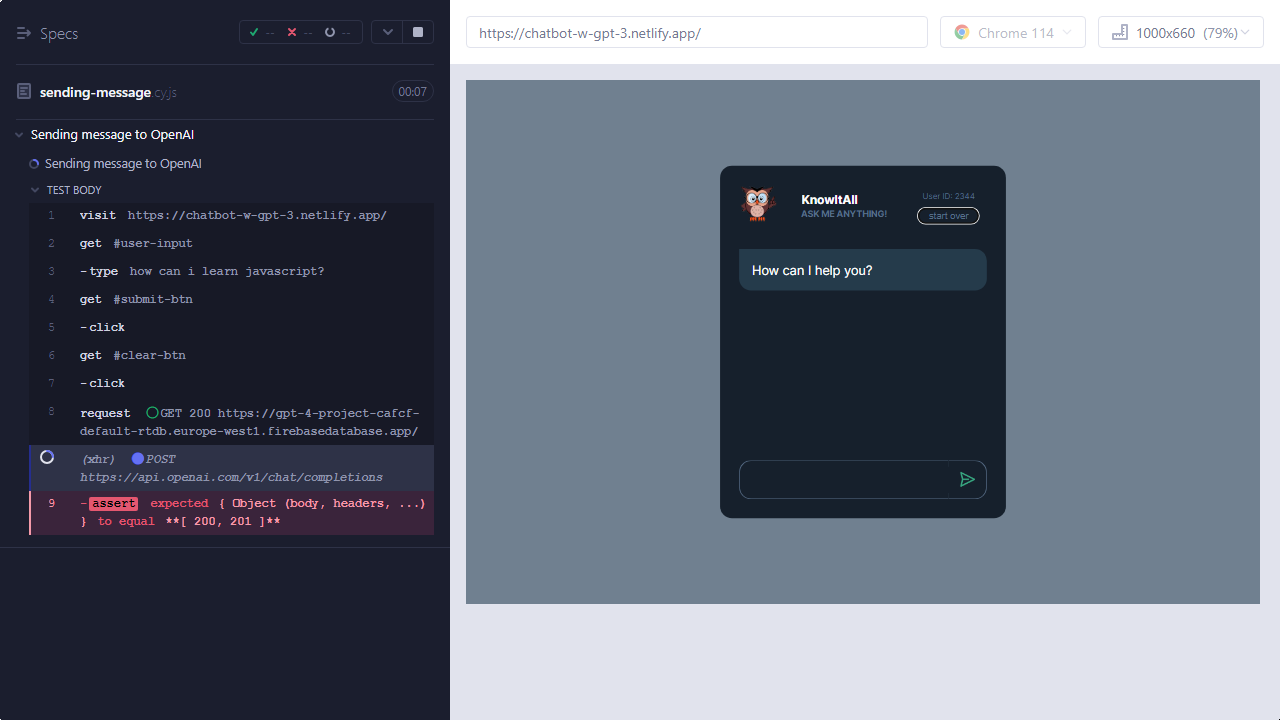 Specs
-- -- --
sending-message.cy.js
00:07
Sending message to OpenAI
Sending message to OpenAI
TEST BODY
1 visit https://chatbot-w-gpt-3.netlify.app/
2 get #user-input
3 -type how can i learn javascript?
4 get #submit-btn
5 -click
6 get #clear-btn
7 -click
8 request GET 200 https://gpt-4-project-cafcf-
default-rtdb.europe-west1.firebasedatabase.app/
(xhr) POST
https://api.openai.com/v1/chat/completions
9 -assert expected { Object (body, headers, ...)
} to equal **[ 200, 201 ]**
https://chatbot-w-gpt-3.netlify.app/
Chrome 114
1000x660 (79%)
KnowItAll
ASK ME ANYTHING!
User ID: 2344
start over
How can I help you?